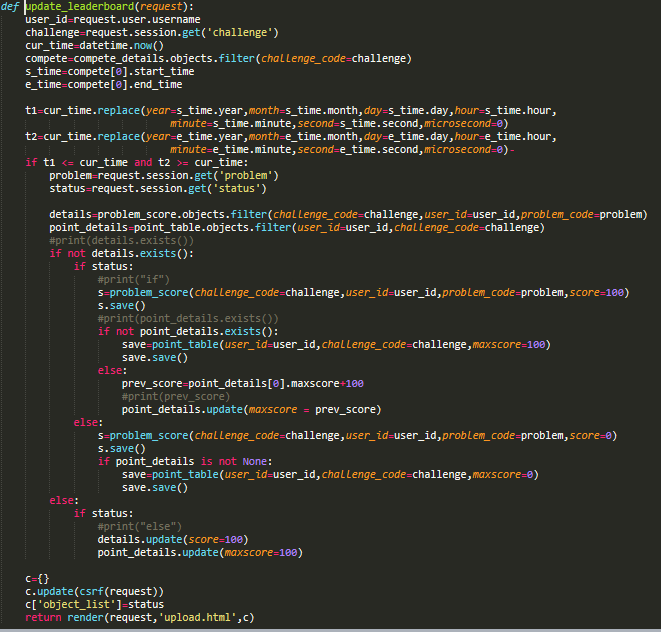 def update_leaderboard(request):
    user_id=request.user.username
    challenge=request.session.get('challenge')
    cur_time=datetime.now()
    compete=compete_details.objects.filter(challenge_code=challenge)
    s_time=compete[0].start_time
    e_time=compete[0].end_time

    t1=cur_time.replace(year=s_time.year,month=s_time.month,day=s_time.day,hour=s_time.hour,
                        minute=s_time.minute,second=s_time.second,microsecond=0)
    t2=cur_time.replace(year=e_time.year,month=e_time.month,day=e_time.day,hour=e_time.hour,
                        minute=e_time.minute,second=e_time.second,microsecond=0)
    if t1 <= cur_time and t2 >= cur_time:
        problem=request.session.get('problem')
        status=request.session.get('status')

        details=problem_score.objects.filter(challenge_code=challenge,user_id=user_id,problem_code=problem)
        point_details=point_table.objects.filter(user_id=user_id,challenge_code=challenge)
        #print(details.exists())
        if not details.exists():
            if status:
                #print("if")
                s=problem_score(challenge_code=challenge,user_id=user_id,problem_code=problem,score=100)
                s.save()
                #print(point_details.exists())
                if not point_details.exists():
                    save=point_table(user_id=user_id,challenge_code=challenge,maxscore=100)
                    save.save()
                else:
                    prev_score=point_details[0].maxscore+100
                    #print(prev_score)
                    point_details.update(maxscore = prev_score)
            else:
                s=problem_score(challenge_code=challenge,user_id=user_id,problem_code=problem,score=0)
                s.save()
                if point_details is not None:
                    save=point_table(user_id=user_id,challenge_code=challenge,maxscore=0)
                    save.save()
        else:
            if status:
                #print("else")
                details.update(score=100)
                point_details.update(maxscore=100)

    c={}
    c.update(csrf(request))
    c['object_list']=status
    return render(request,'upload.html',c)